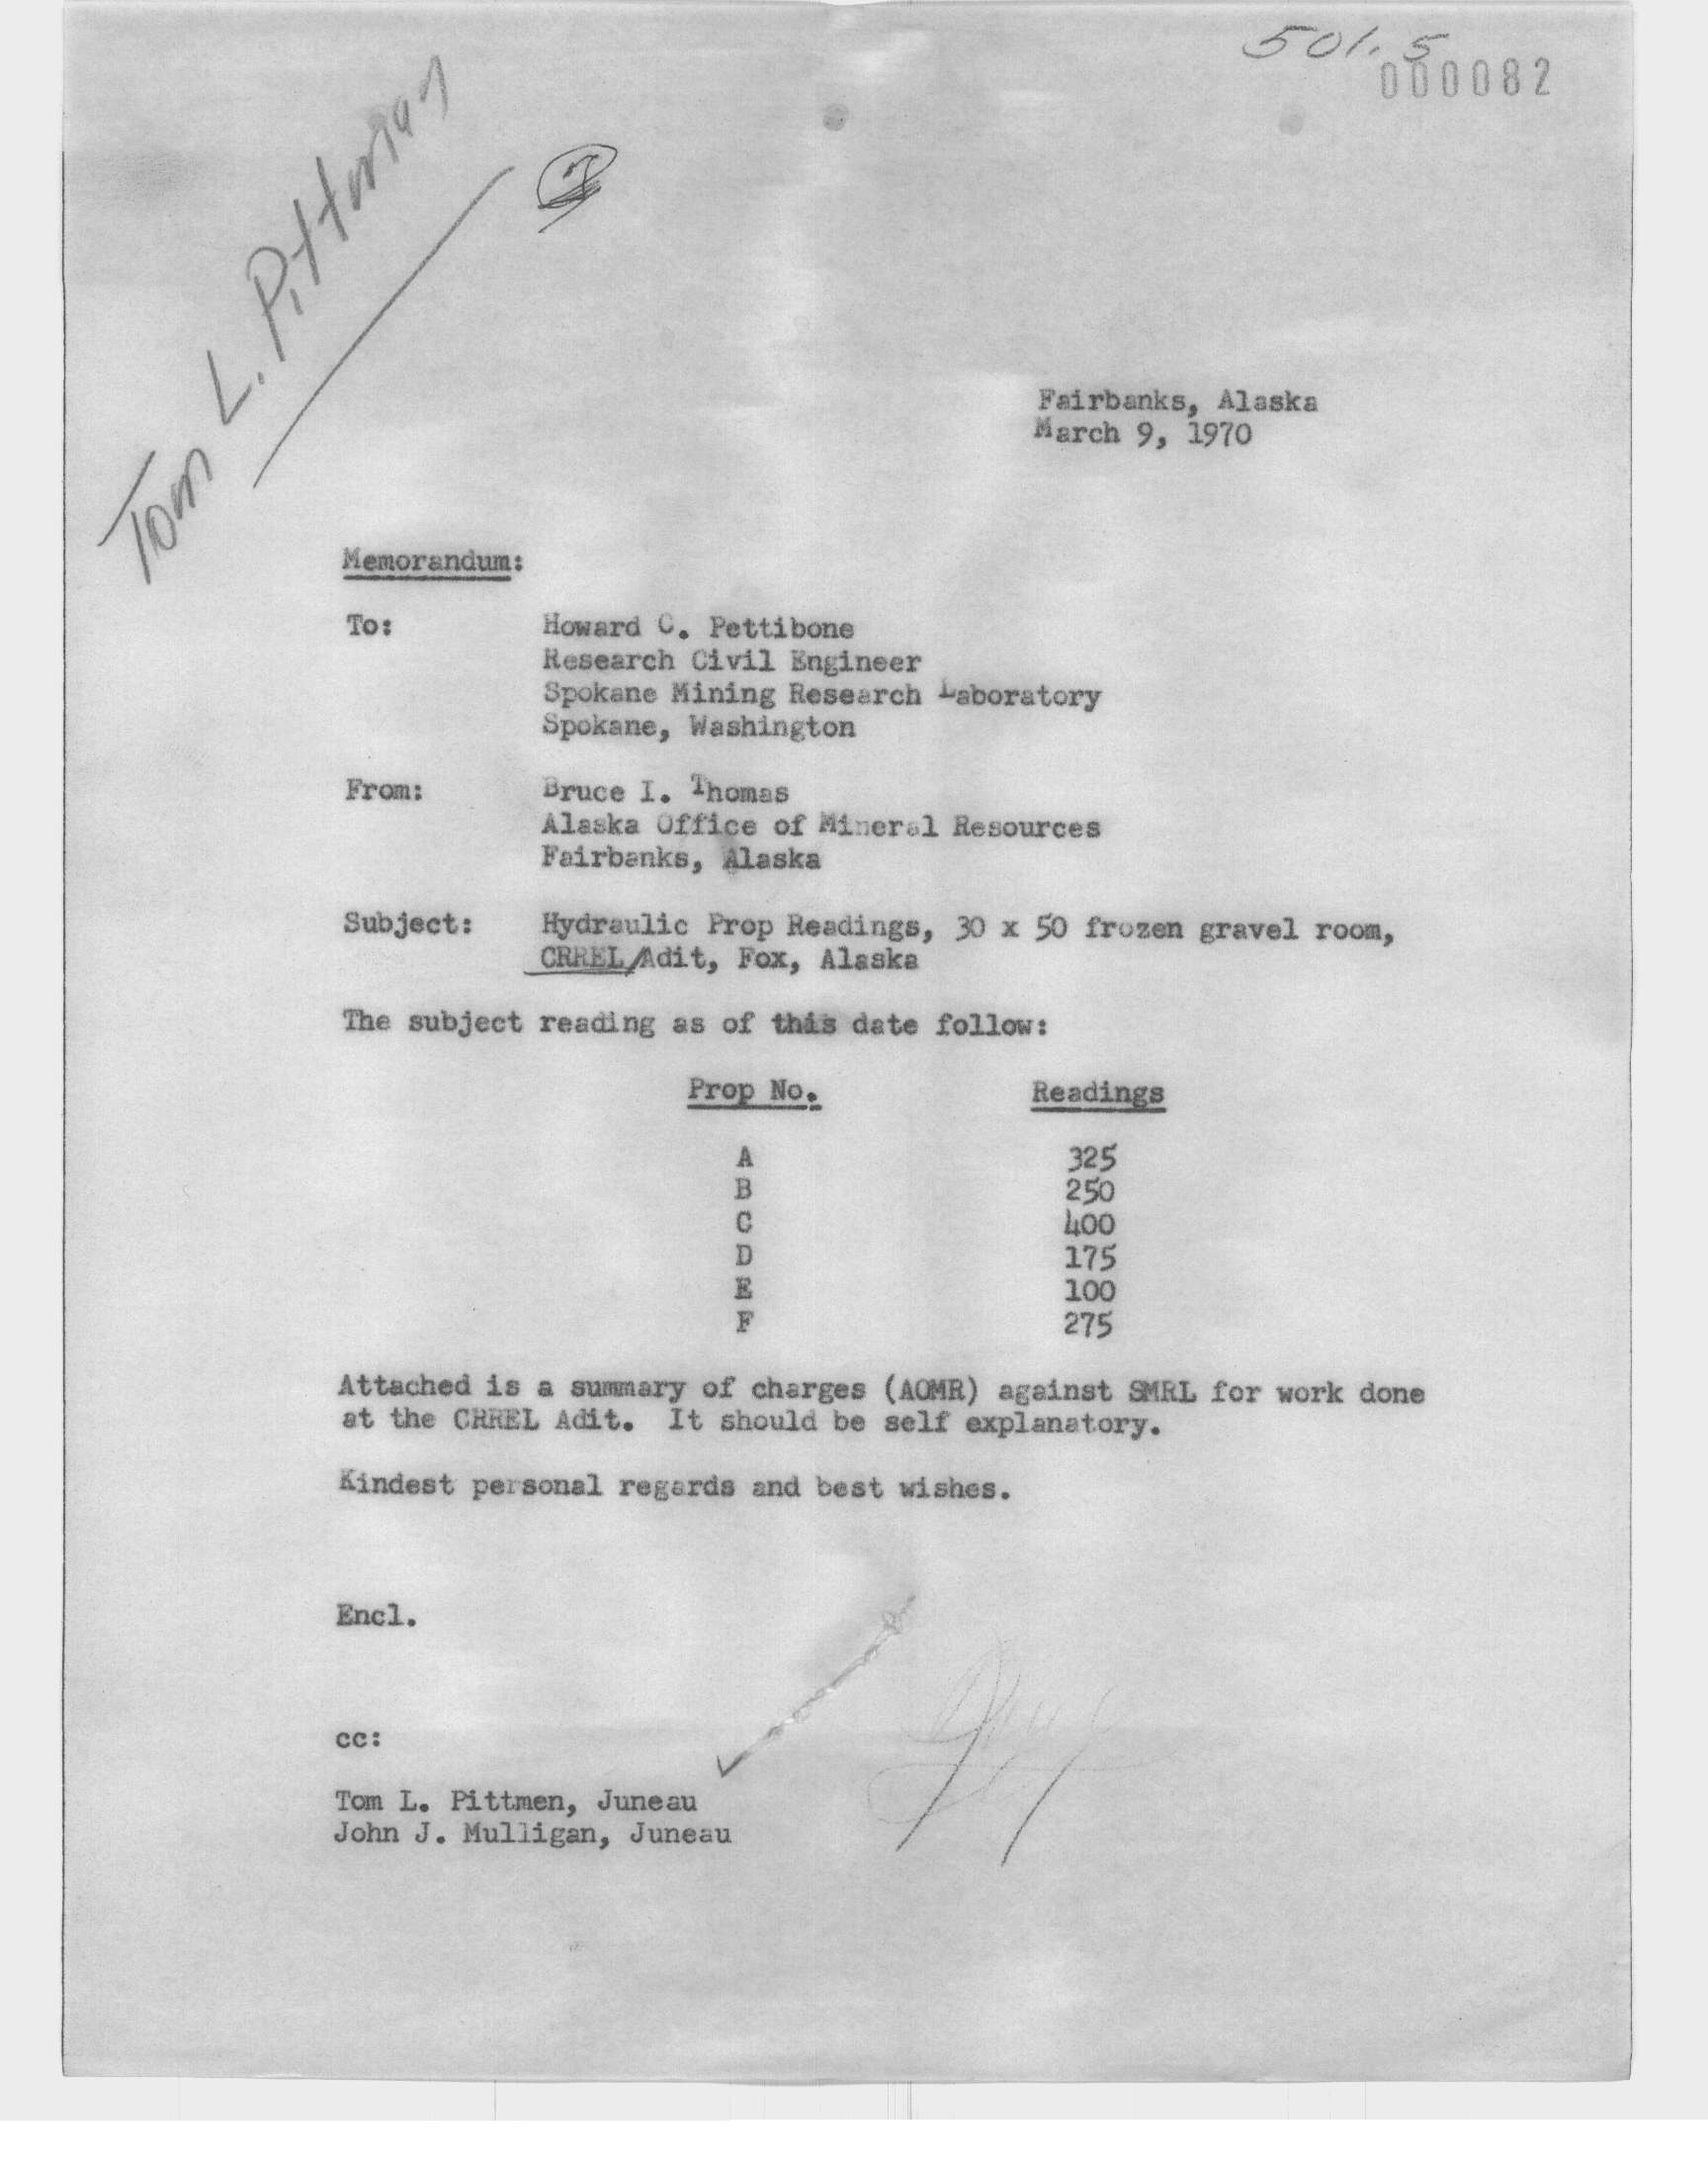 501.5
000082
Tom L. Pittman
Fairbanks, Alaska
March 9, 1970
Memorandum:
To: Howard C. Pettibone
Research Civil Engineer
Spokane Mining Research Laboratory
Spokane, Washington
From: Bruce I. Thomas
Alaska Office of Mineral Resources
Fairbanks, Alaska
Subject: Hydraulic Prop Readings, 30 x 50 frozen gravel room,
CRREL/Adit, Fox, Alaska
The subject reading as of this date follow:
Prop No. Readings
A 325
B 250
C 400
D 175
E 100
F 275
Attached is a summary of charges (AOMR) against SMRL for work done
at the CRREL Adit. It should be self explanatory.
Kindest personal regards and best wishes.
Encl.
cc:
Tom L. Pittmen, Juneau
John J. Mulligan, Juneau